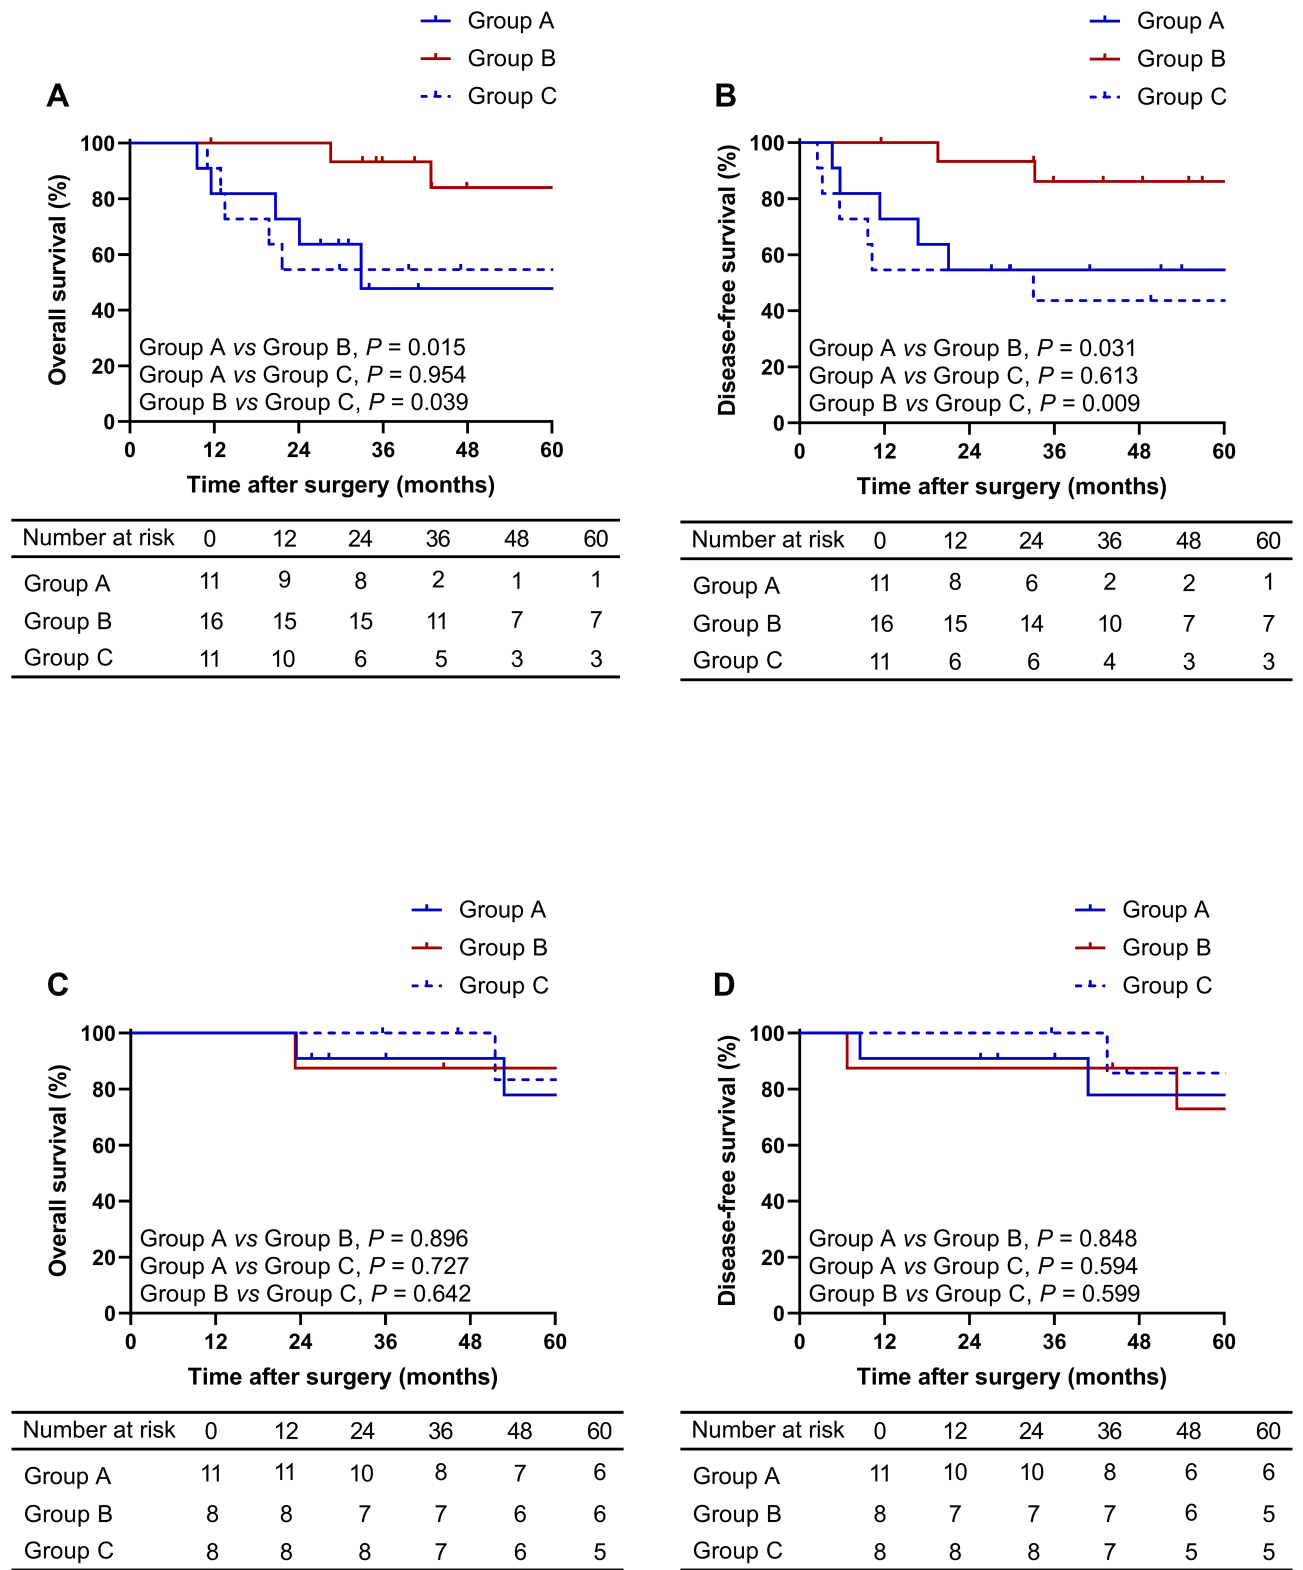 Group A
Group B
Group C
A
Overall survival (%)
100
80
60
40
20
0
Group A vs Group B, P = 0.015
Group A vs Group C, P = 0.954
Group B vs Group C, P = 0.039
0 12 24 36 48 60
Time after surgery (months)
Number at risk 0 12 24 36 48 60
Group A 11 9 8 2 1 1
Group B 16 15 15 11 7 7
Group C 11 10 6 5 3 3
Group A
Group B
Group C
B
Disease-free survival (%)
100
80
60
40
20
0
Group A vs Group B, P = 0.031
Group A vs Group C, P = 0.613
Group B vs Group C, P = 0.009
0 12 24 36 48 60
Time after surgery (months)
Number at risk 0 12 24 36 48 60
Group A 11 8 6 2 2 1
Group B 16 15 14 10 7 7
Group C 11 6 6 4 3 3
Group A
Group B
Group C
C
Overall survival (%)
100
80
60
40
20
0
Group A vs Group B, P = 0.896
Group A vs Group C, P = 0.727
Group B vs Group C, P = 0.642
0 12 24 36 48 60
Time after surgery (months)
Number at risk 0 12 24 36 48 60
Group A 11 11 10 8 7 6
Group B 8 8 7 7 6 6
Group C 8 8 8 7 6 5
Group A
Group B
Group C
D
Disease-free survival (%)
100
80
60
40
20
0
Group A vs Group B, P = 0.848
Group A vs Group C, P = 0.594
Group B vs Group C, P = 0.599
0 12 24 36 48 60
Time after surgery (months)
Number at risk 0 12 24 36 48 60
Group A 11 10 10 8 6 6
Group B 8 7 7 7 6 5
Group C 8 8 8 7 5 5